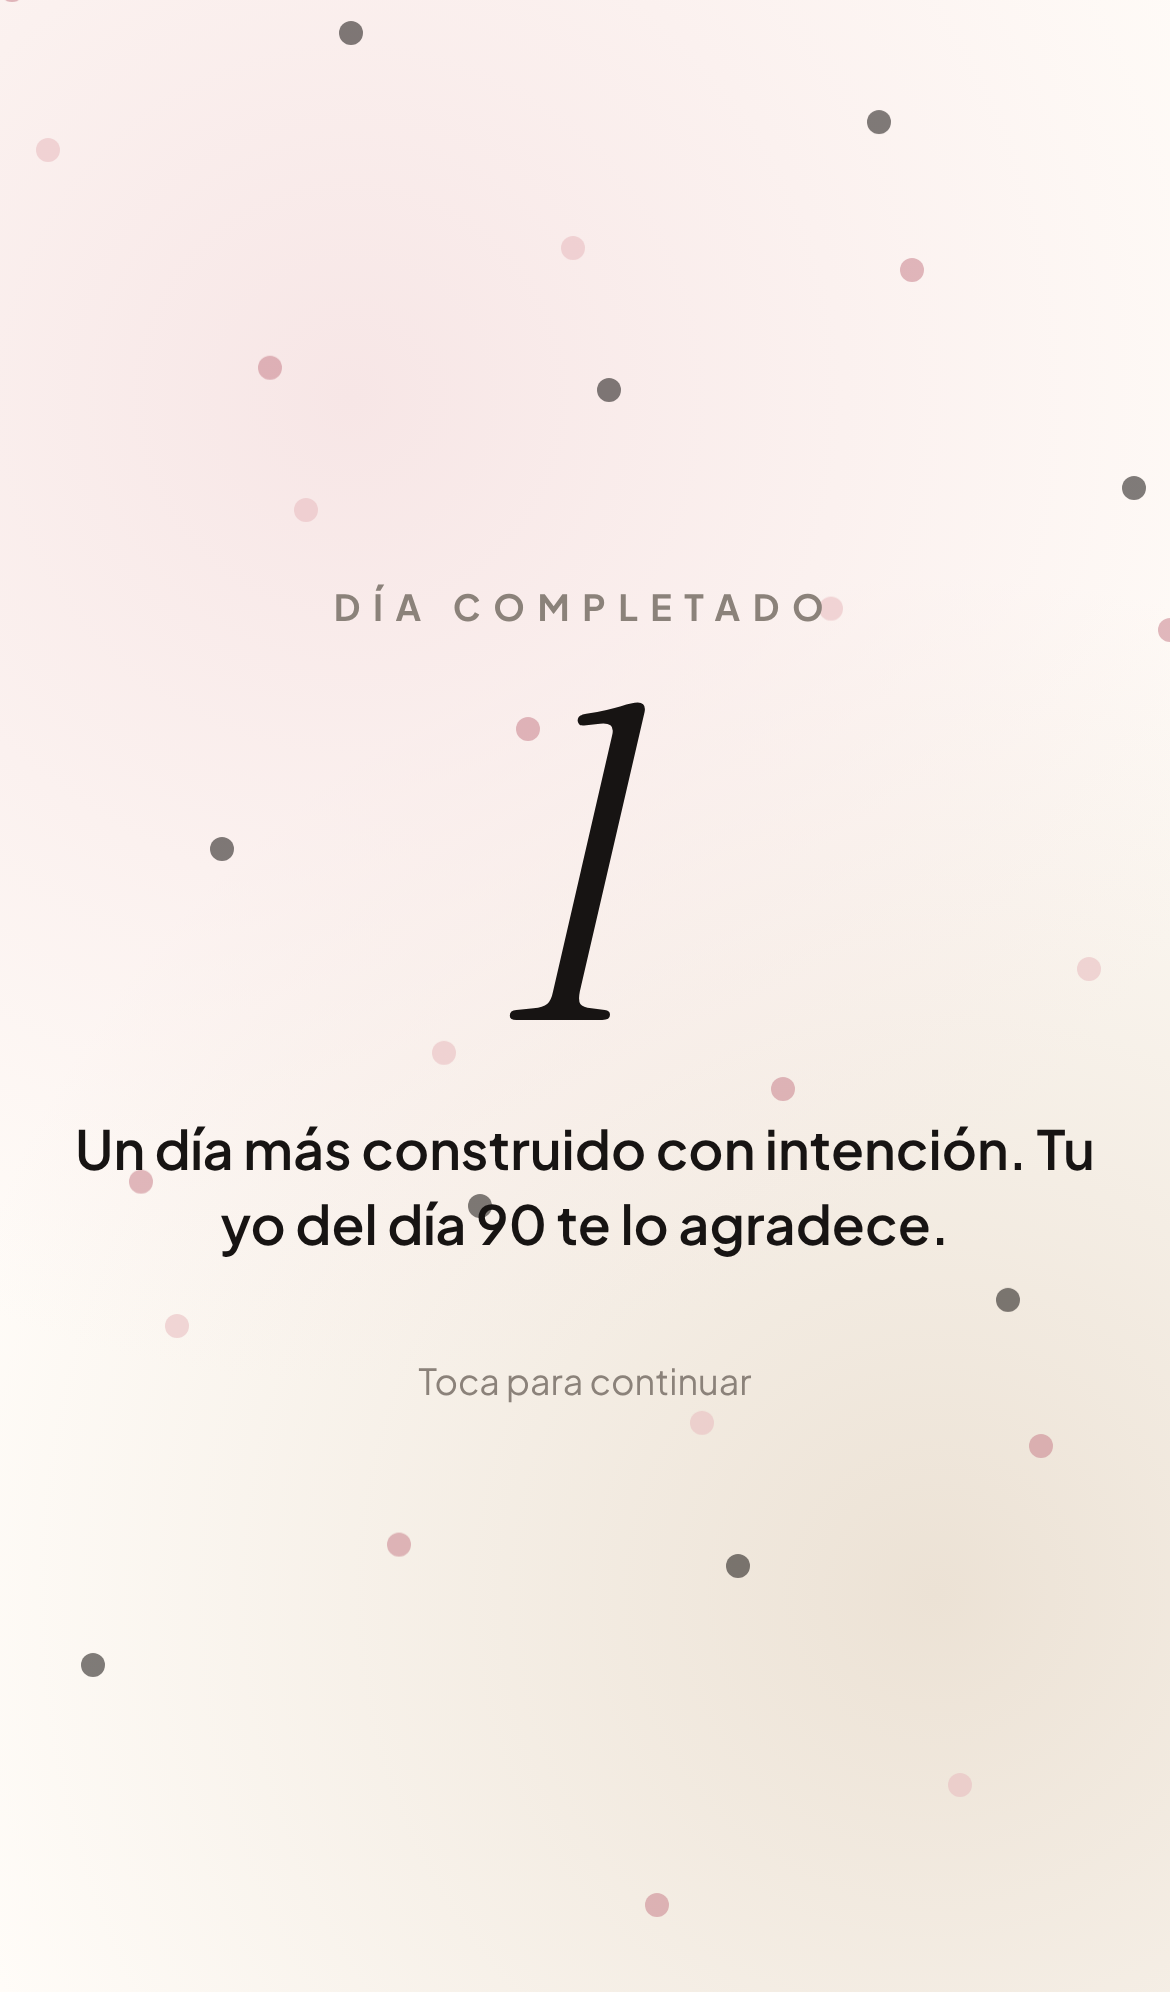 DÍA COMPLETADO
1
Un día más construido con intención. Tu
yo del día 90 te lo agradece.
Toca para continuar